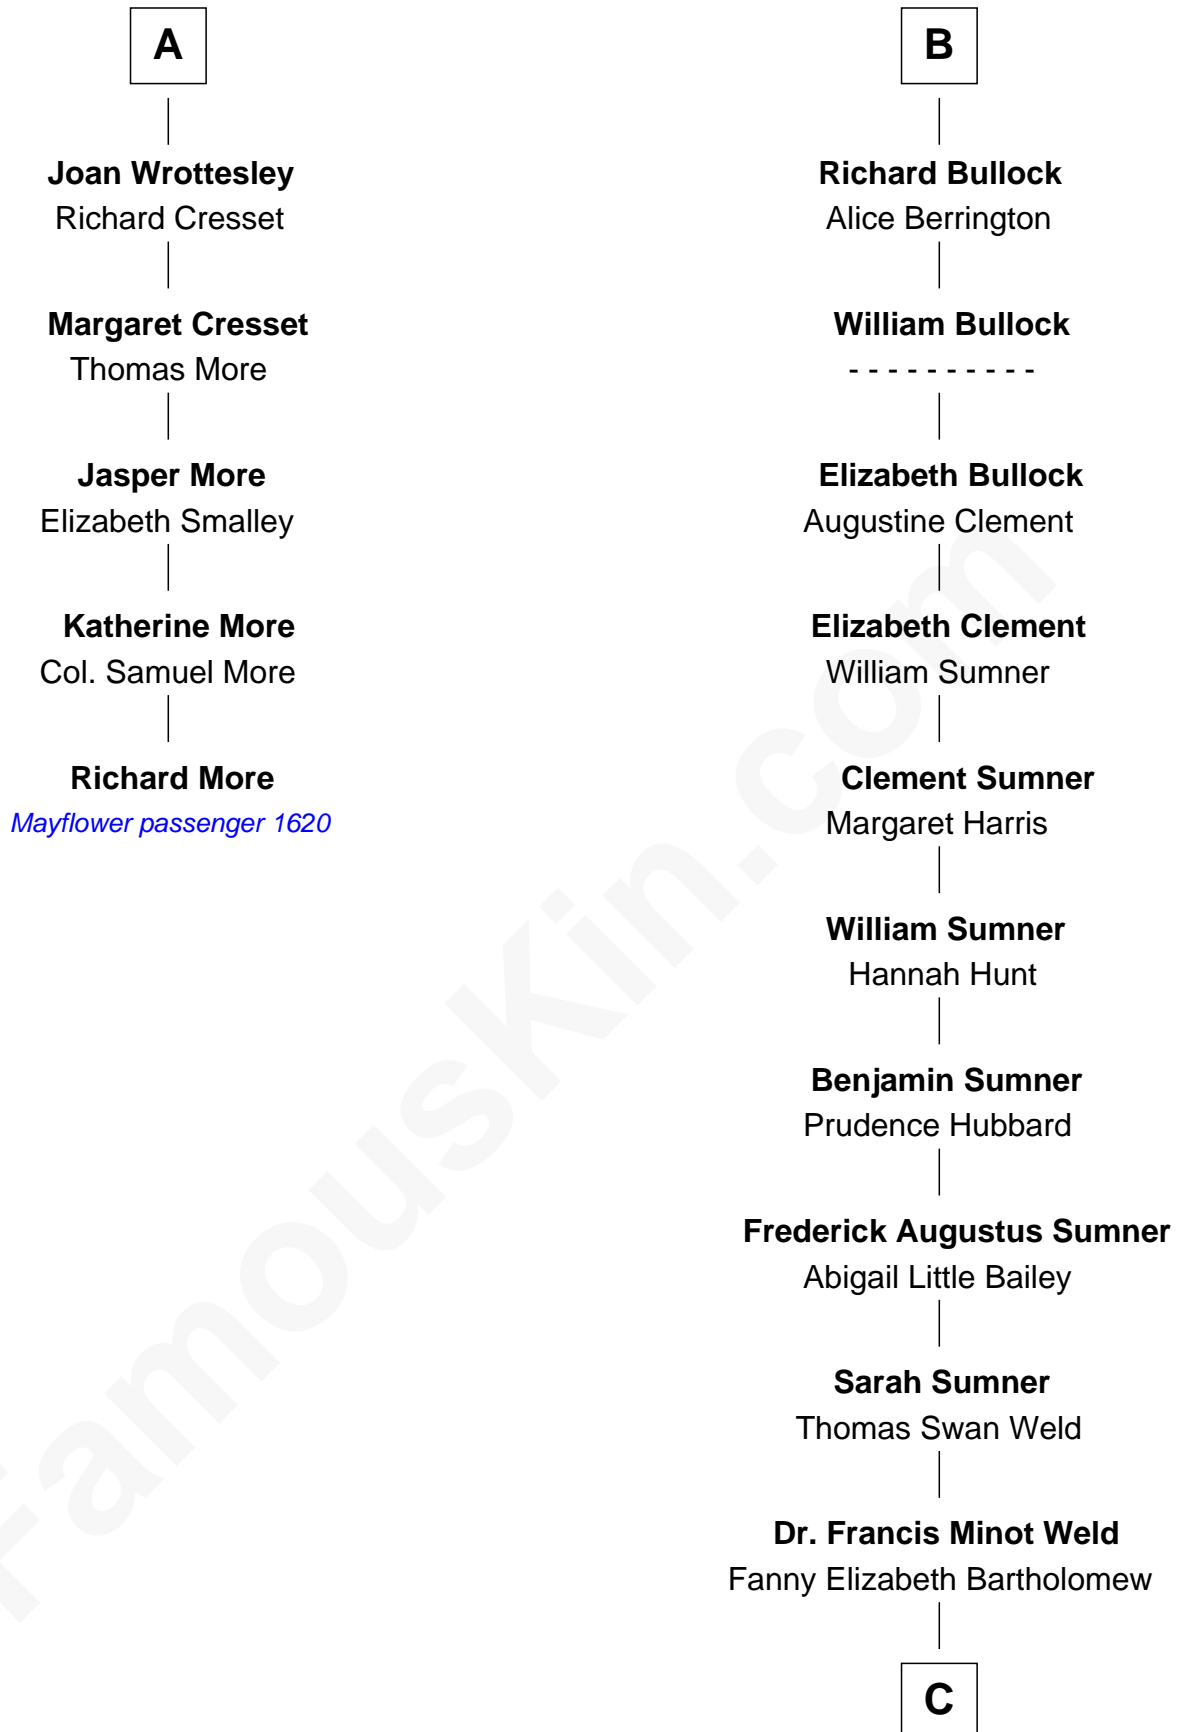 A
Joan Wrottesley
Richard Cresset
Margaret Cresset
Thomas More
Jasper More
Elizabeth Smalley
Katherine More
Col. Samuel More
Richard More
Mayflower passenger 1620
B
Richard Bullock
Alice Berrington
William Bullock
- - - - - - - - - -
Elizabeth Bullock
Augustine Clement
Elizabeth Clement
William Sumner
Clement Sumner
Margaret Harris
William Sumner
Hannah Hunt
Benjamin Sumner
Prudence Hubbard
Frederick Augustus Sumner
Abigail Little Bailey
Sarah Sumner
Thomas Swan Weld
Dr. Francis Minot Weld
Fanny Elizabeth Bartholomew
C
FamousKin.com